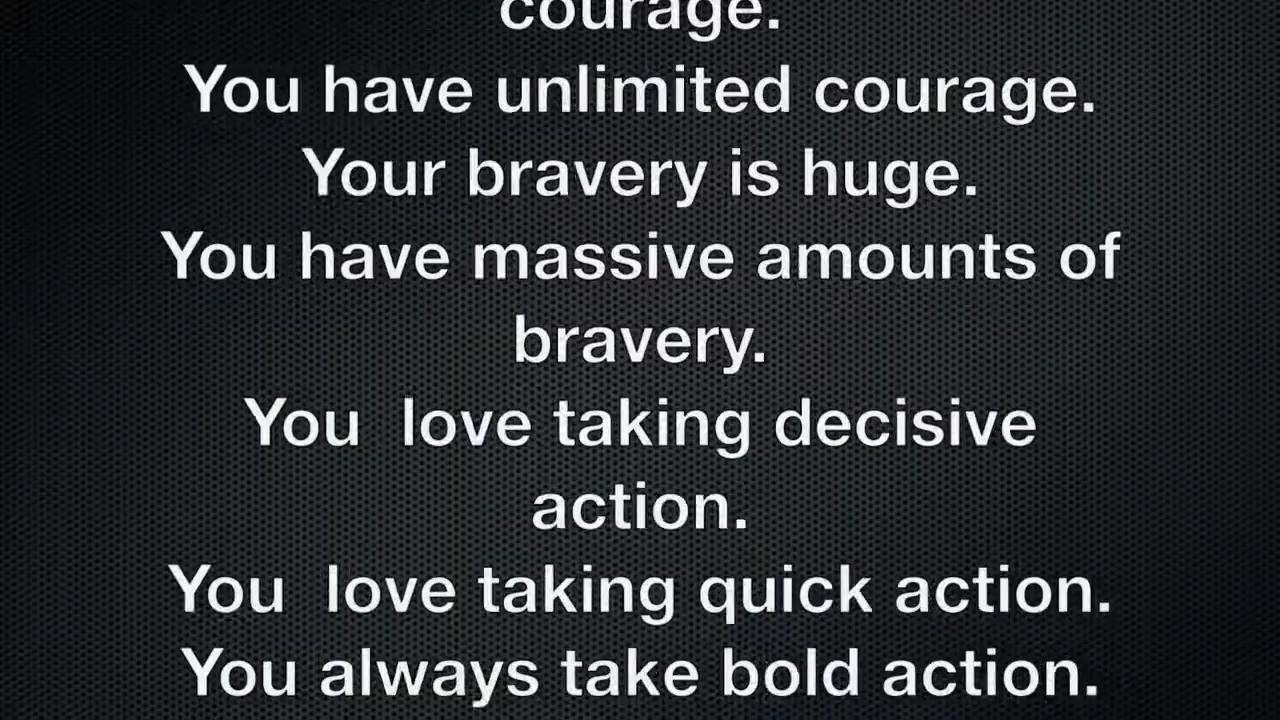 courage.
You have unlimited courage.
Your bravery is huge.
You have massive amounts of
bravery.
You  love taking decisive
action.
You  love taking quick action.
You always take bold action.